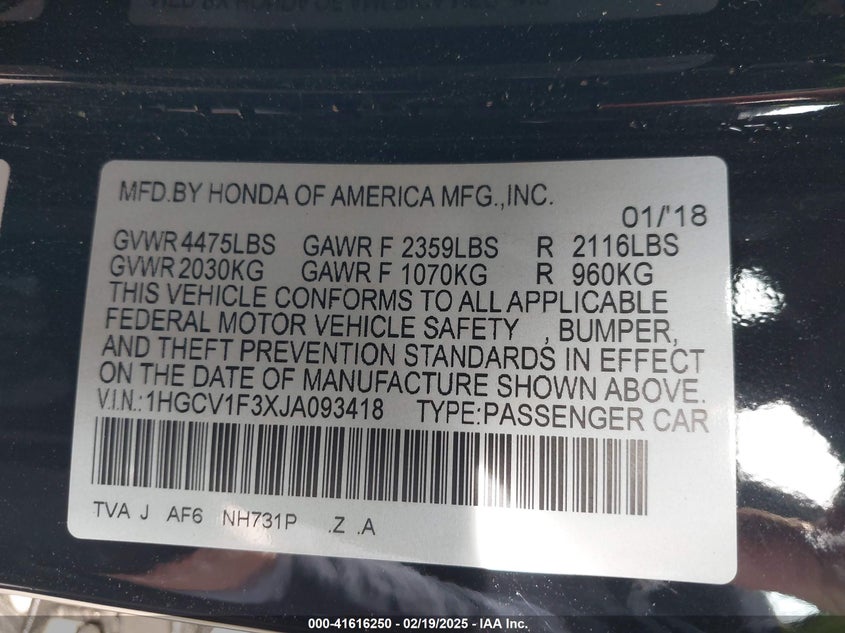 MFD.BY HONDA OF AMERICA MFG.,INC.
01/'18
GVWR 4475LBS GAWR F 2359LBS R 2116LBS
GVWR 2030KG GAWR F 1070KG R 960KG
THIS VEHICLE CONFORMS TO ALL APPLICABLE
FEDERAL MOTOR VEHICLE SAFETY , BUMPER,
AND THEFT PREVENTION STANDARDS IN EFFECT
ON THE DATE OF MANUFACTURE SHOWN ABOVE.
V.I.N.:1HGCV1F3XJA093418 TYPE:PASSENGER CAR
TVA J AF6 NH731P .Z .A
000-41616250 - 02/19/2025 - IAA Inc.